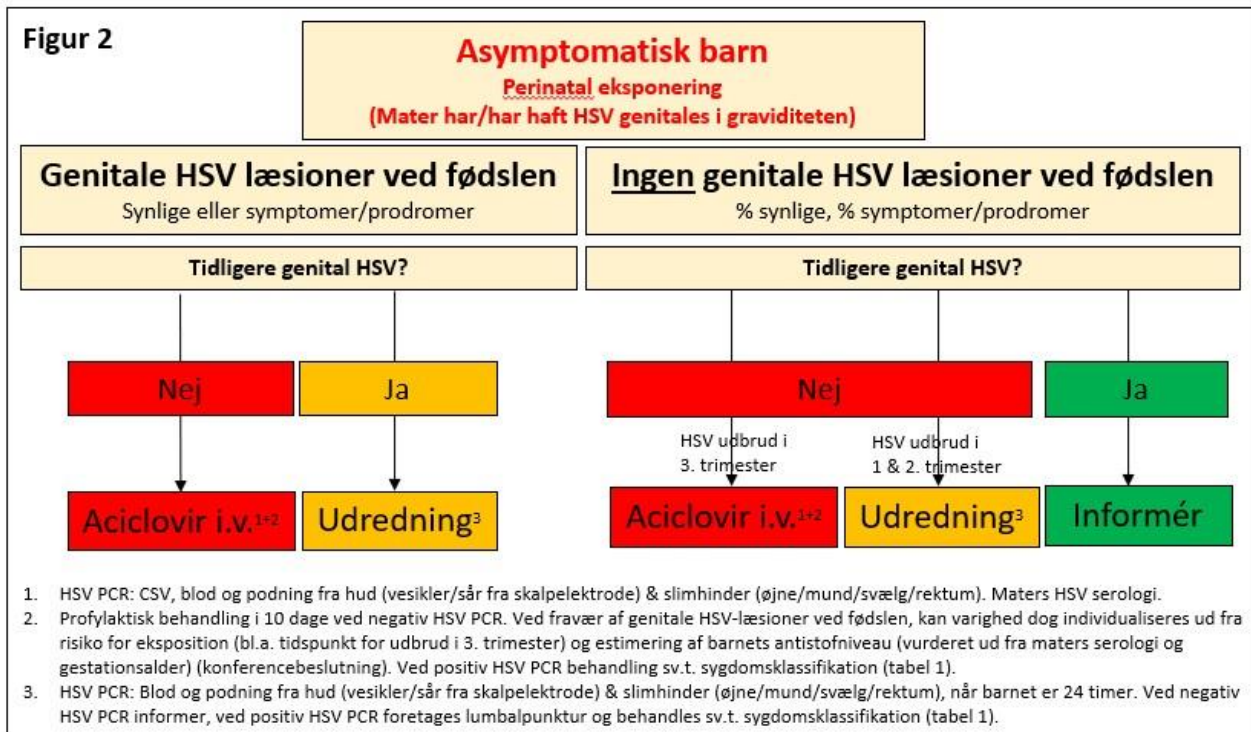 Figur 2
Asymptomatisk barn
Perinatal eksponering
(Mater har/har haft HSV genitales i graviditeten)
Genitale HSV læsioner ved fødslen
Synlige eller symptomer/prodromer
Ingen genitale HSV læsioner ved fødslen
% synlige, % symptomer/prodromer
Tidligere genital HSV?
Tidligere genital HSV?
Nej
Ja
Nej
Ja
HSV udbrud i
3. trimester
HSV udbrud i
1 & 2. trimester
Aciclovir i.v.¹⁺²
Udredning³
Aciclovir i.v.¹⁺²
Udredning³
Informér
1. HSV PCR: CSV, blod og podning fra hud (vesikler/sår fra skalpelektrode) & slimhinder (øjne/mund/svælg/rektum). Maters HSV serologi.
2. Profylaktisk behandling i 10 dage ved negativ HSV PCR. Ved fravær af genitale HSV-læsioner ved fødslen, kan varighed dog individualiseres ud fra
risiko for eksposition (bl.a. tidspunkt for udbrud i 3. trimester) og estimering af barnets antistofniveau (vurderet ud fra maters serologi og
gestationsalder) (konferencebeslutning). Ved positiv HSV PCR behandling sv.t. sygdomsklassifikation (tabel 1).
3. HSV PCR: Blod og podning fra hud (vesikler/sår fra skalpelektrode) & slimhinder (øjne/mund/svælg/rektum), når barnet er 24 timer. Ved negativ
HSV PCR informer, ved positiv HSV PCR foretages lumbalpunktur og behandles sv.t. sygdomsklassifikation (tabel 1).